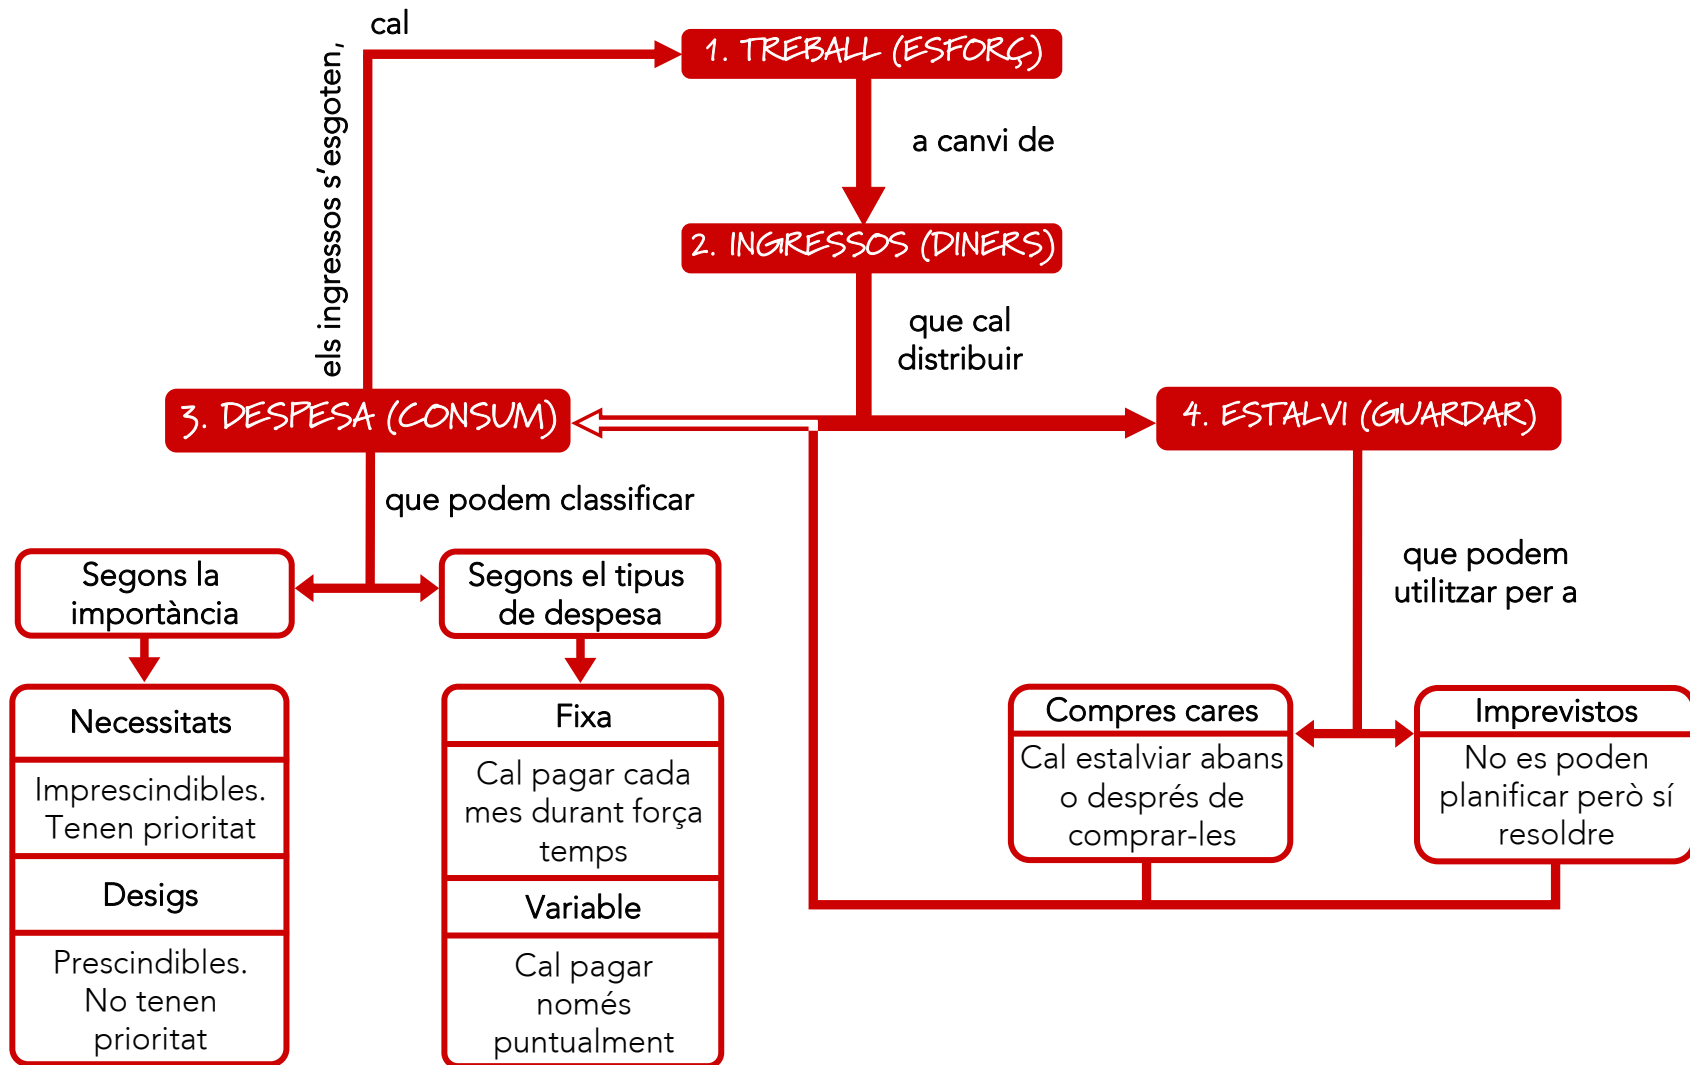 cal
els ingressos s'esgoten,
1. TREBALL (ESFORÇ)
a canvi de
2. INGRESSOS (DINERS)
que cal
distribuir
3. DESPESA (CONSUM)
4. ESTALVI (GUARDAR)
que podem classificar
Segons la
importància
Segons el tipus
de despesa
Necessitats
Imprescindibles.
Tenen prioritat
Desigs
Prescindibles.
No tenen
prioritat
Fixa
Cal pagar cada
mes durant força
temps
Variable
Cal pagar
només
puntualment
que podem
utilitzar per a
Compres cares
Cal estalviar abans
o després de
comprar-les
Imprevistos
No es poden
planificar però sí
resoldre